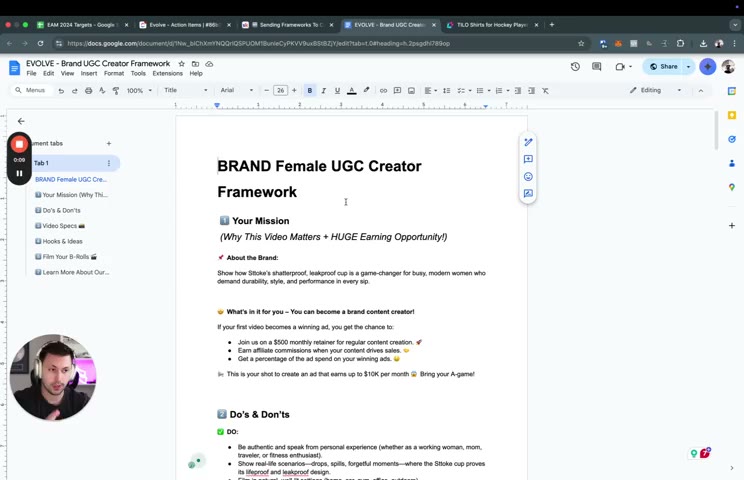 EAM 2024 Targets - Google S
Evolve - Action Items | #86b
Sending Frameworks To C
EVOLVE - Brand UGC Creato
TILO Shirts for Hockey Player
EVOLVE - Brand UGC Creator Framework
File Edit View Insert Format Tools Extensions Help
Share
Menus
100%
Title
Arial
26
Editing
0:09
Document tabs
Tab 1
BRAND Female UGC Cre...
1️⃣ Your Mission (Why Thi...
2️⃣ Do's & Don'ts
3️⃣ Video Specs 📹
4️⃣ Hooks & Ideas
5️⃣ Film Your B-Rolls 🎬
6️⃣ Learn More About Our...
BRAND Female UGC Creator
Framework
1️⃣ Your Mission
(Why This Video Matters + HUGE Earning Opportunity!)
🚀 About the Brand:
Show how Sttoke's shatterproof, leakproof cup is a game-changer for busy, modern women who
demand durability, style, and performance in every sip.
What's in it for you – You can become a brand content creator!
If your first video becomes a winning ad, you get the chance to:
Join us on a $500 monthly retainer for regular content creation. 🚀
Earn affiliate commissions when your content drives sales.
Get a percentage of the ad spend on your winning ads.
📢 This is your shot to create an ad that earns up to $10K per month 😱 Bring your A-game!
2️⃣ Do's & Don'ts
✅ DO:
Be authentic and speak from personal experience (whether as a working woman, mom,
traveler, or fitness enthusiast).
Show real-life scenarios—drops, spills, forgetful moments—where the Sttoke cup proves
its lifeproof and leakproof design.